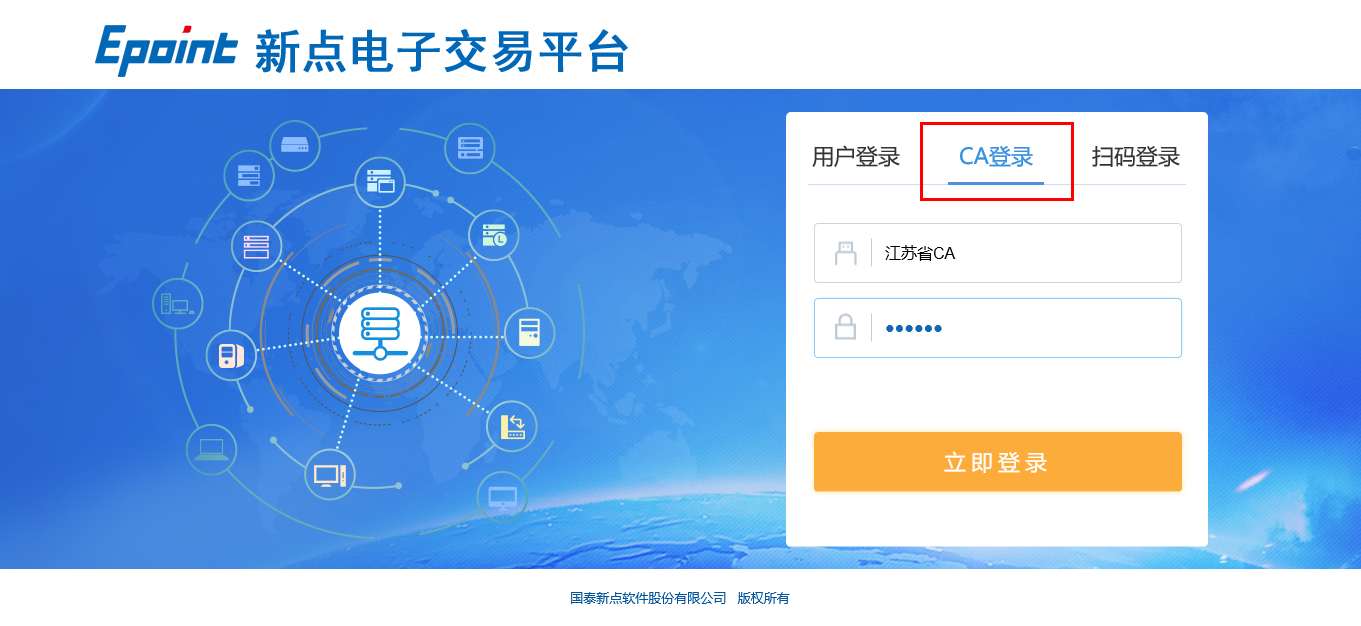 Epoint 新点电子交易平台
用户登录 CA登录 扫码登录
江苏省CA
••••••
立即登录
国泰新点软件股份有限公司 版权所有